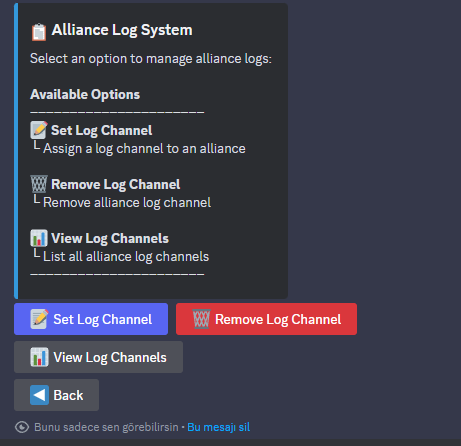 Alliance Log System
Select an option to manage alliance logs:
Available Options
———————————————————————
Set Log Channel
└ Assign a log channel to an alliance
Remove Log Channel
└ Remove alliance log channel
View Log Channels
└ List all alliance log channels
———————————————————————
Set Log Channel
Remove Log Channel
View Log Channels
Back
Bunu sadece sen görebilirsin • Bu mesajı sil